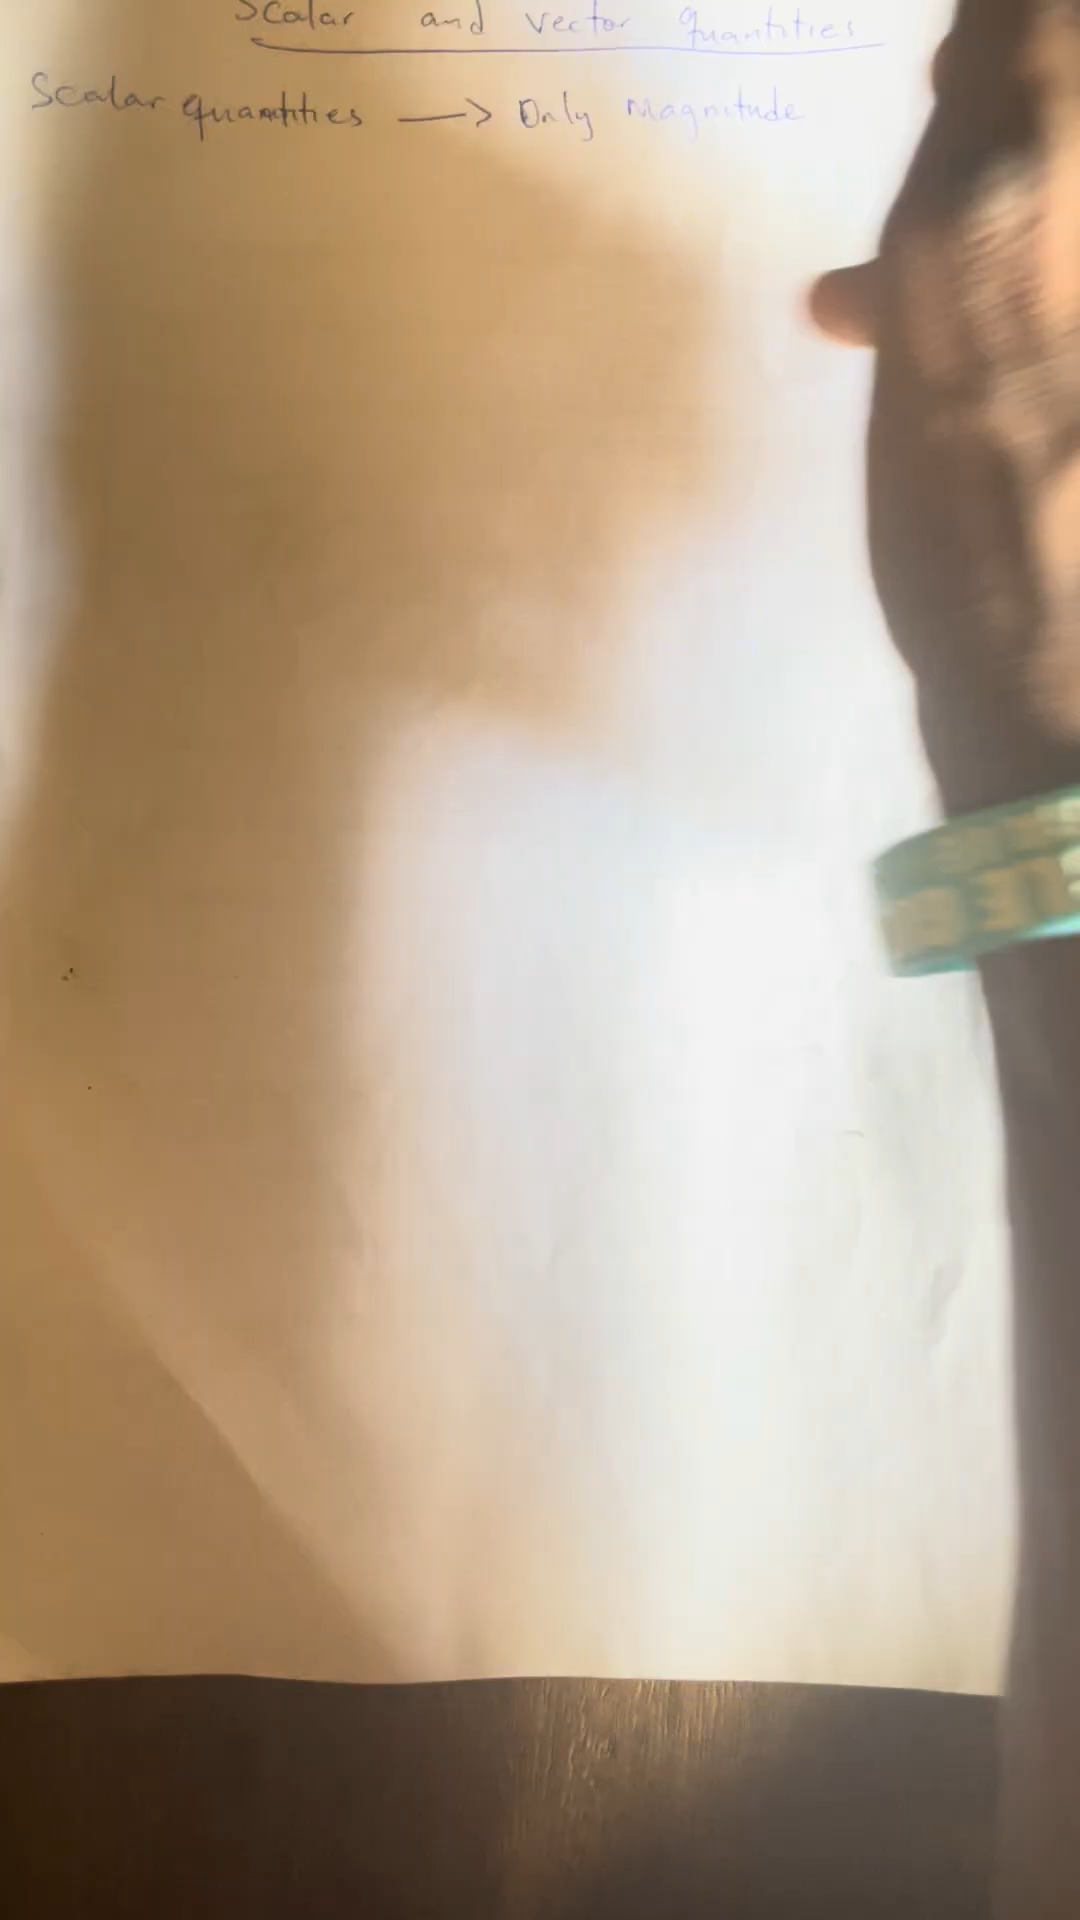 Scalar and vector quantities
Scalar quantities —> Only magnitude